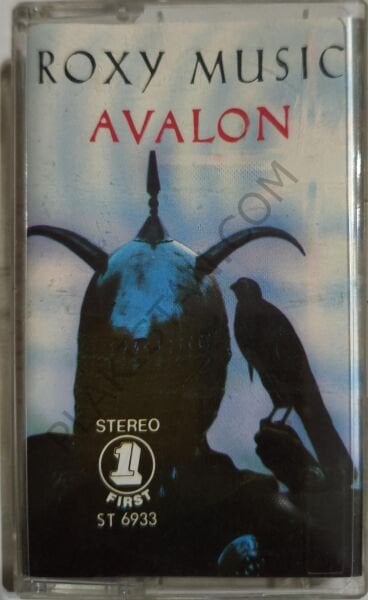 ROXY MUSIC
AVALON
STEREO
1
FIRST
ST 6933